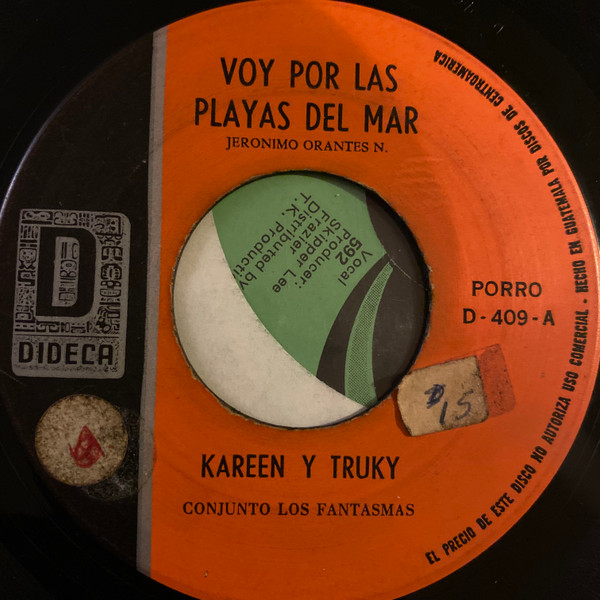 VOY POR LAS
PLAYAS DEL MAR
JERONIMO ORANTES N.
D
DIDECA
PORRO
D-409-A
KAREEN Y TRUKY
CONJUNTO LOS FANTASMAS
EL PRECIO DE ESTE DISCO NO AUTORIZA USO COMERCIAL - HECHO EN GUATEMALA POR DISCOS DE CENTROAMERICA
Vocal
592
Producer:
Skipper Lee
Frazier
Distributed by
T. K. Producti
15